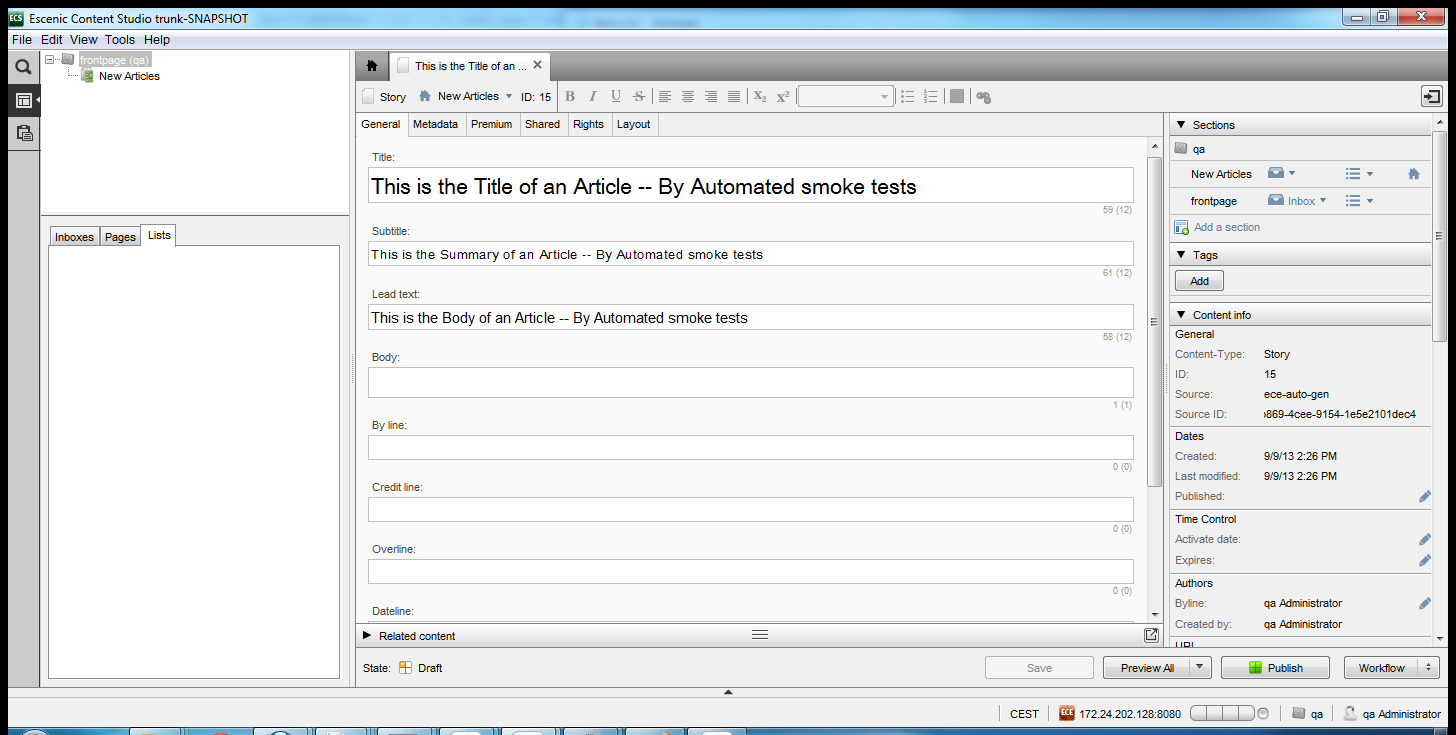 ECS Escenic Content Studio trunk-SNAPSHOT
File Edit View Tools Help
frontpage (qa)
New Articles
Inboxes Pages Lists
This is the Title of an ...
Story New Articles ID: 15 B I U S X2 X2
General Metadata Premium Shared Rights Layout
Title:
This is the Title of an Article -- By Automated smoke tests
59 (12)
Subtitle:
This is the Summary of an Article -- By Automated smoke tests
61 (12)
Lead text:
This is the Body of an Article -- By Automated smoke tests
58 (12)
Body:
1 (1)
By line:
0 (0)
Credit line:
0 (0)
Overline:
0 (0)
Dateline:
Related content
State: Draft
Save Preview All Publish Workflow
Sections
qa
New Articles
frontpage Inbox
Add a section
Tags
Add
Content info
General
Content-Type: Story
ID: 15
Source: ece-auto-gen
Source ID: 869-4cee-9154-1e5e2101dec4
Dates
Created: 9/9/13 2:26 PM
Last modified: 9/9/13 2:26 PM
Published:
Time Control
Activate date:
Expires:
Authors
Byline: qa Administrator
Created by: qa Administrator
URL
CEST ECE 172.24.202.128:8080 qa qa Administrator